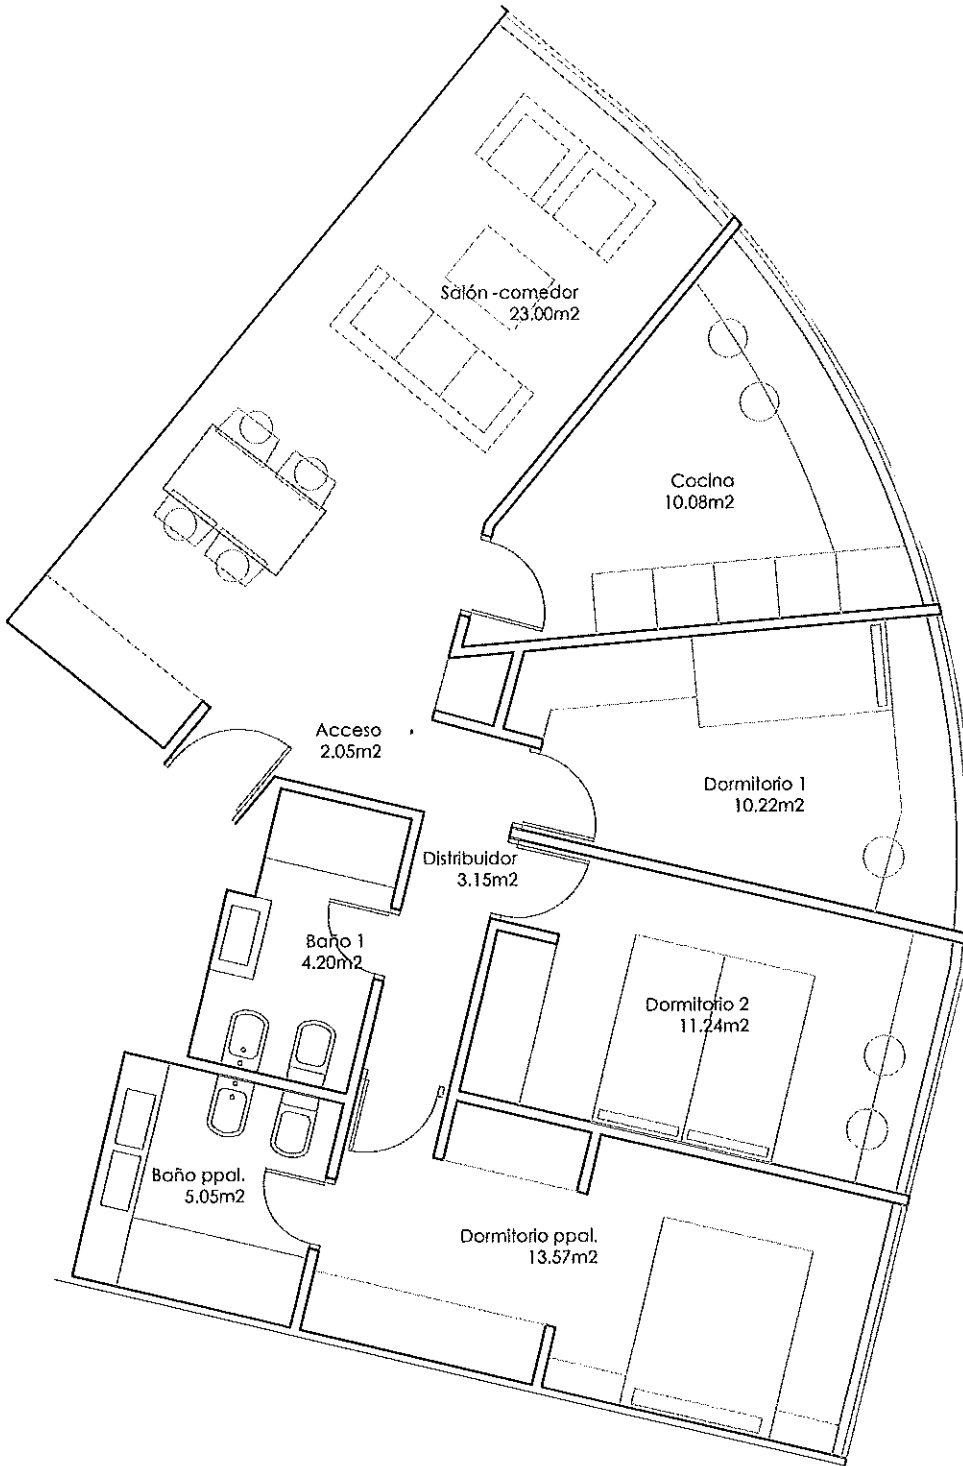 Salón -comedor
23.00m2
Cocina
10.08m2
Acceso
2.05m2
Dormitorio 1
10.22m2
Distribuidor
3.15m2
Baño 1
4.20m2
Dormitorio 2
11.24m2
Baño ppal.
5.05m2
Dormitorio ppal.
13.57m2